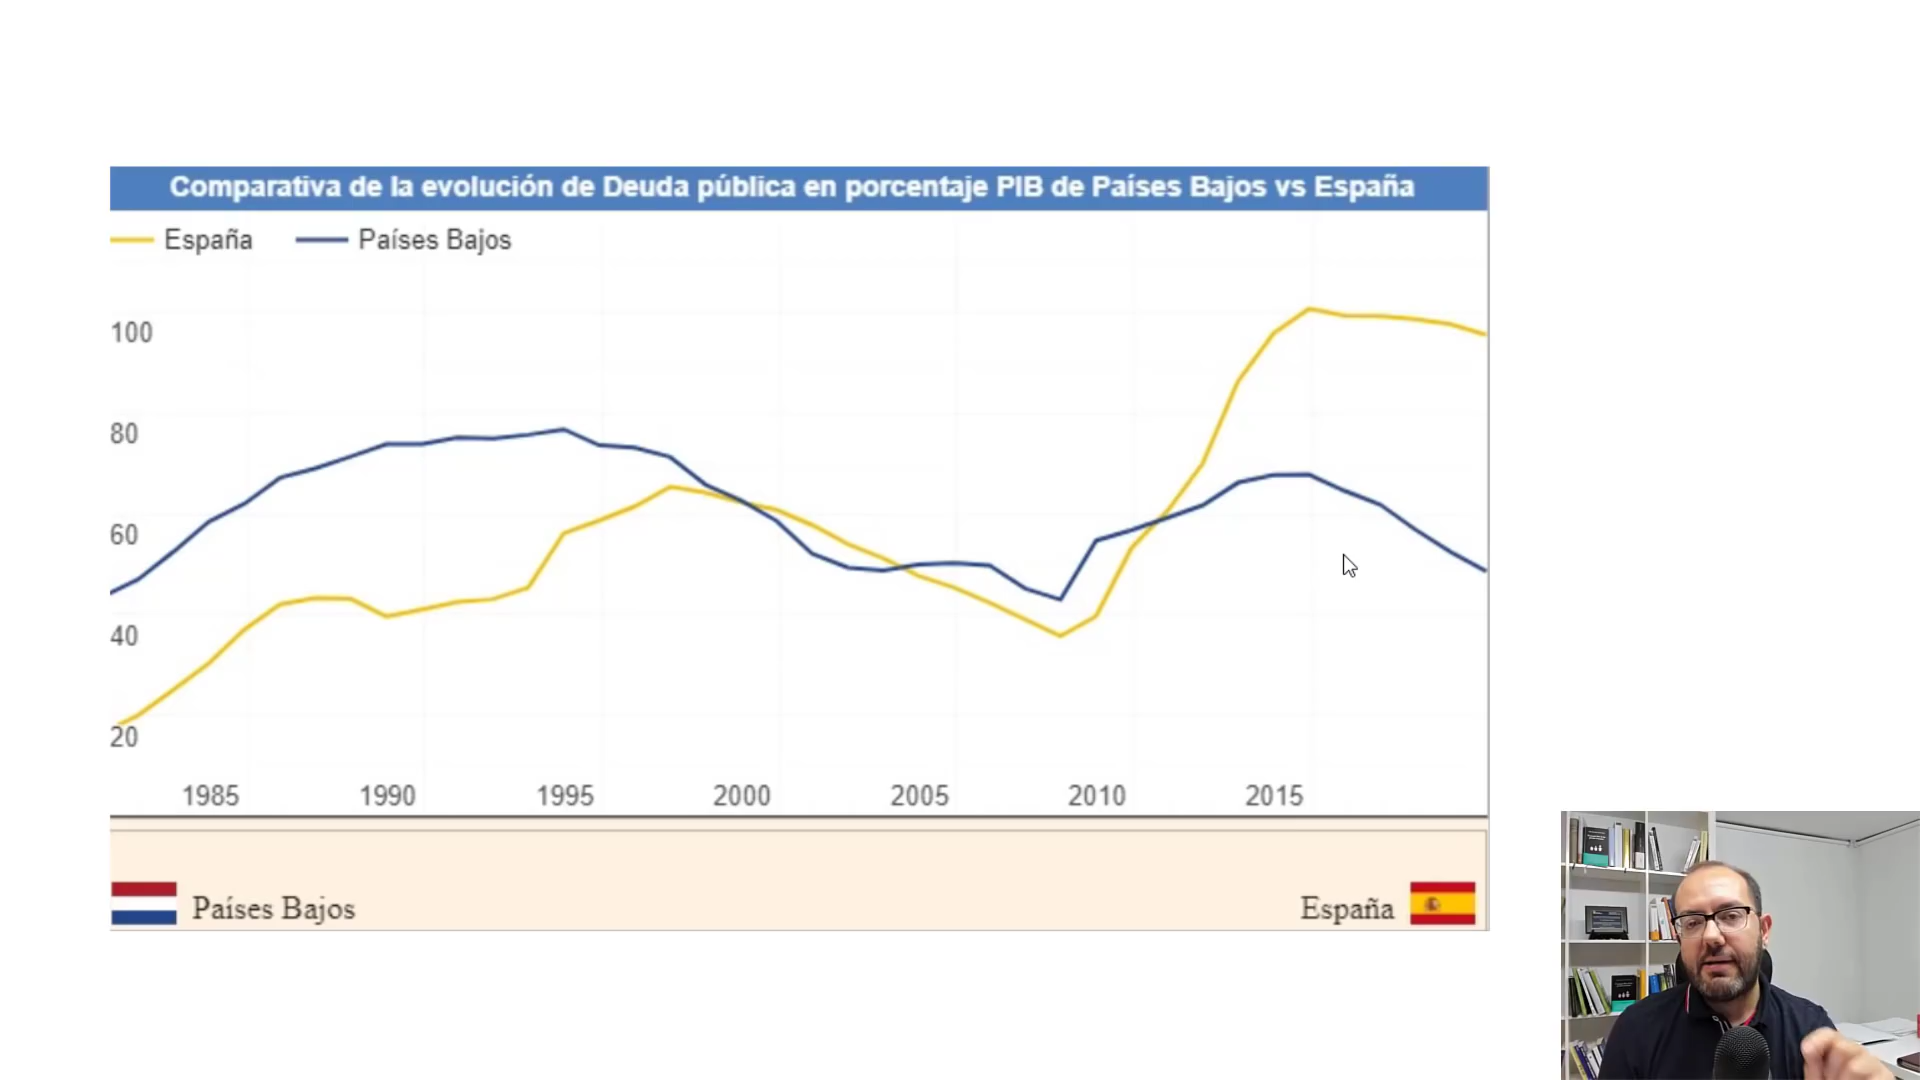 Comparativa de la evolución de Deuda pública en porcentaje PIB de Países Bajos vs España
España Países Bajos
100
80
60
40
20
1985 1990 1995 2000 2005 2010 2015
Países Bajos España